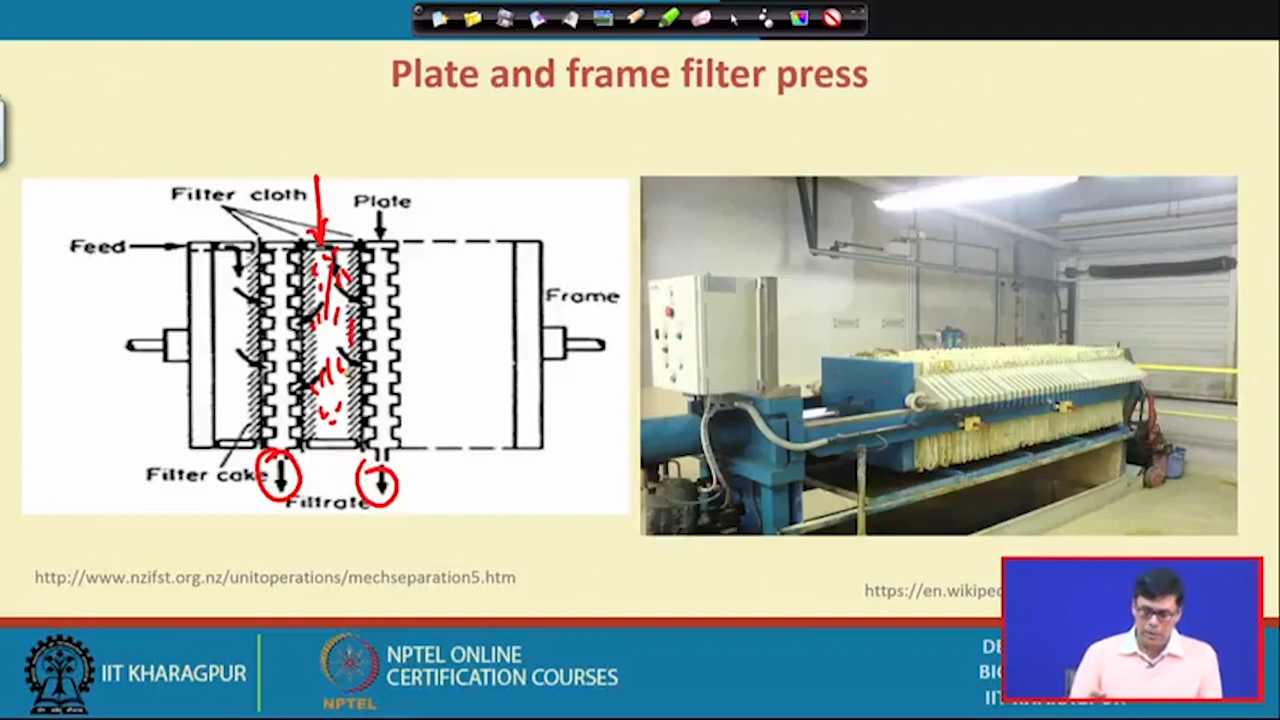 Plate and frame filter press
Filter cloth
Plate
Feed
Frame
Filter cake
Filtrate
http://www.nzifst.org.nz/unitoperations/mechseparation5.htm
https://en.wikipe
IIT KHARAGPUR
NPTEL
NPTEL ONLINE
CERTIFICATION COURSES